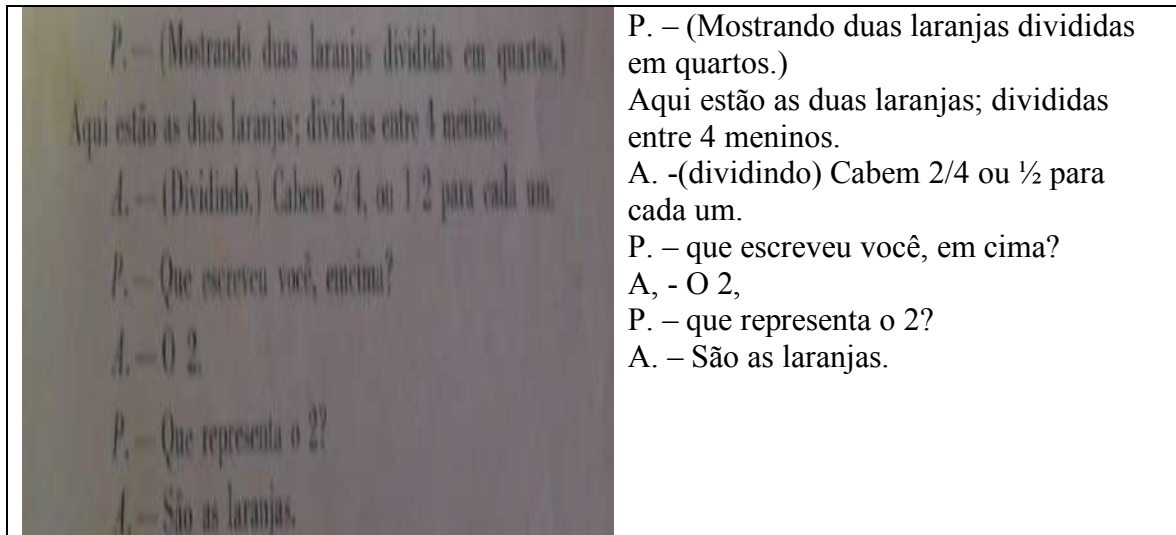 P. — (Mostrando duas laranjas divididas em quartos.)
Aqui estão as duas laranjas; divida-as entre 4 meninos.
A. — (Dividindo.) Cabem 2/4, ou 1/2 para cada um.
P. — Que escreveu você, encima?
A. — O 2.
P. — Que representa o 2?
A. — São as laranjas.
P. – (Mostrando duas laranjas divididas
em quartos.)
Aqui estão as duas laranjas; divididas
entre 4 meninos.
A. -(dividindo) Cabem 2/4 ou ½ para
cada um.
P. – que escreveu você, em cima?
A, - O 2,
P. – que representa o 2?
A. – São as laranjas.